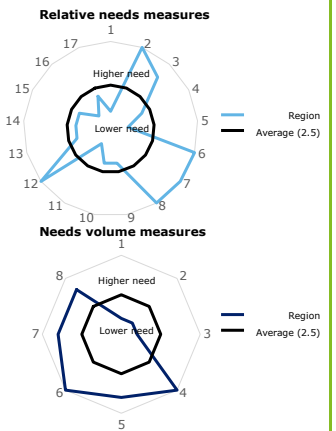 Relative needs measures
1
2
3
4
5
6
7
8
9
10
11
12
13
14
15
16
17
Higher need
Lower need
Region
Average (2.5)
Needs volume measures
1
2
3
4
5
6
7
8
Higher need
Lower need
Region
Average (2.5)